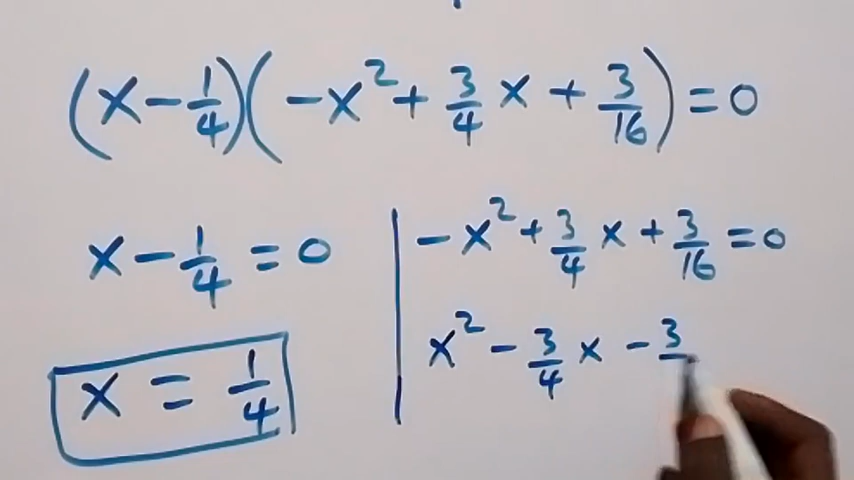 (x - 1/4)(-x² + 3/4 x + 3/16) = 0
x - 1/4 = 0
x = 1/4
-x² + 3/4 x + 3/16 = 0
x² - 3/4 x - 3/